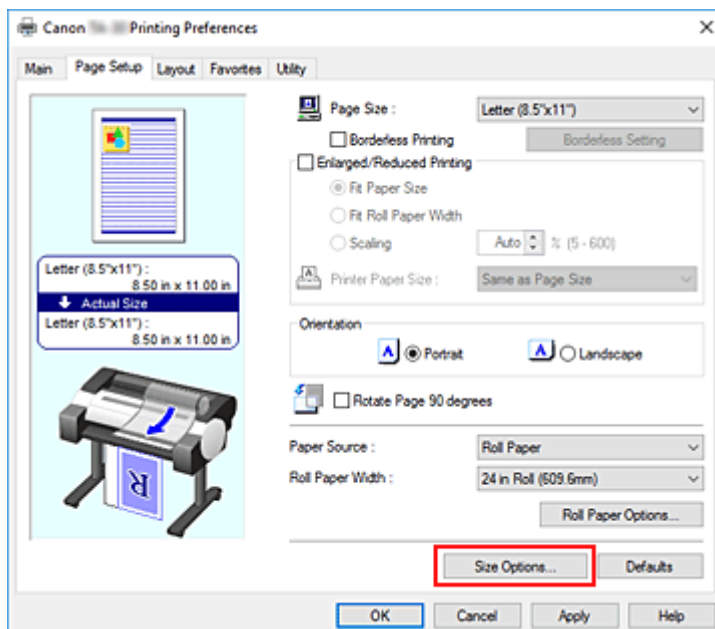 Canon Printing Preferences
Main Page Setup Layout Favorites Utility
Page Size : Letter (8.5"x11")
Borderless Printing Borderless Setting
Enlarged/Reduced Printing
Fit Paper Size
Fit Roll Paper Width
Scaling Auto % (5 - 600)
Printer Paper Size : Same as Page Size
Letter (8.5"x11") :
8.50 in x 11.00 in
Actual Size
Letter (8.5"x11") :
8.50 in x 11.00 in
Orientation
A Portrait A Landscape
Rotate Page 90 degrees
R
Paper Source : Roll Paper
Roll Paper Width : 24 in Roll (609.6mm)
Roll Paper Options...
Size Options... Defaults
OK Cancel Apply Help